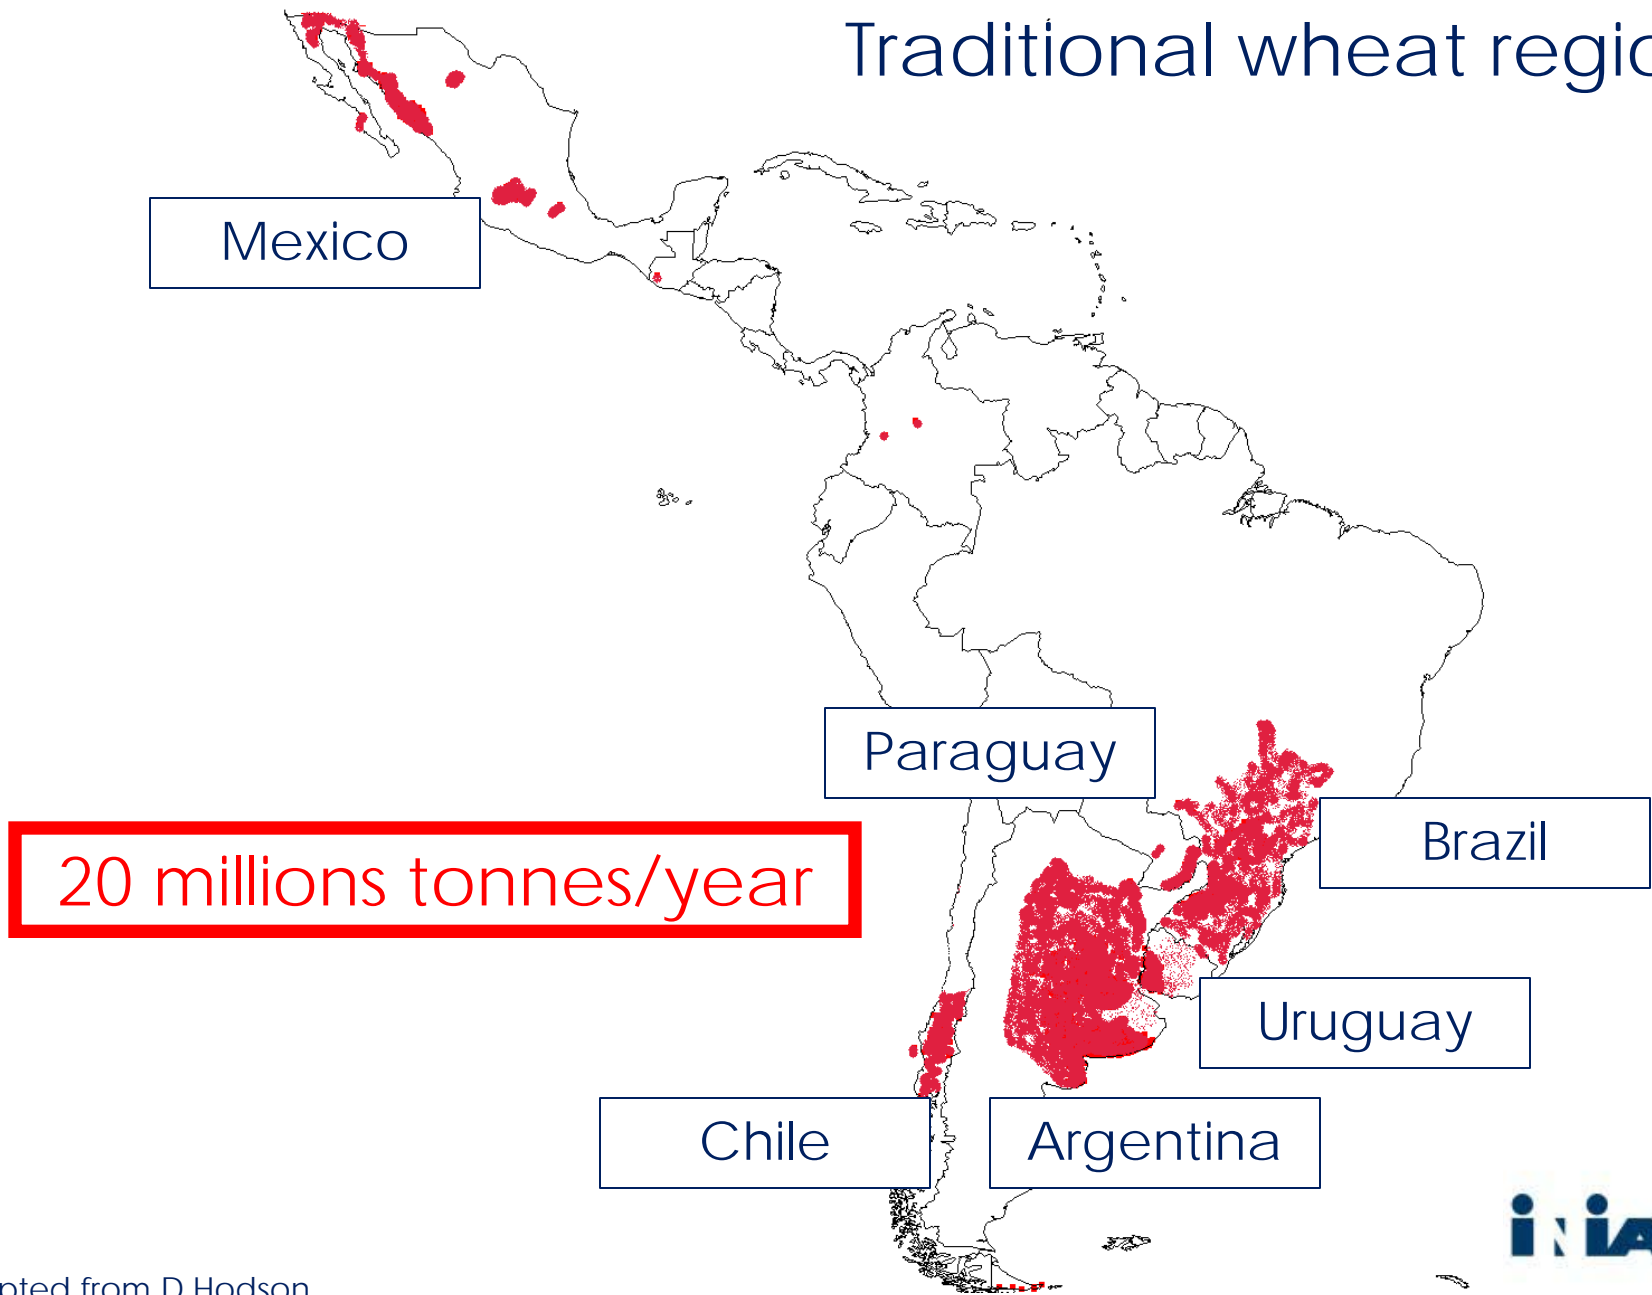 Traditional wheat regio
Mexico
Paraguay
Brazil
20 millions tonnes/year
Uruguay
Chile
Argentina
pted from D Hodson